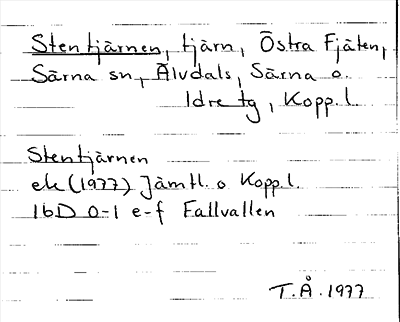 Stentjärnen, tjärn, Östra Fjäten,
Särna sn, Älvdals, Särna o.
Idre tg, Kopp.l.
Stentjärnen
ek (1977) Jämtl. o Kopp.l.
16D 0-1 e-f Fallvallen
T.Å. 1977